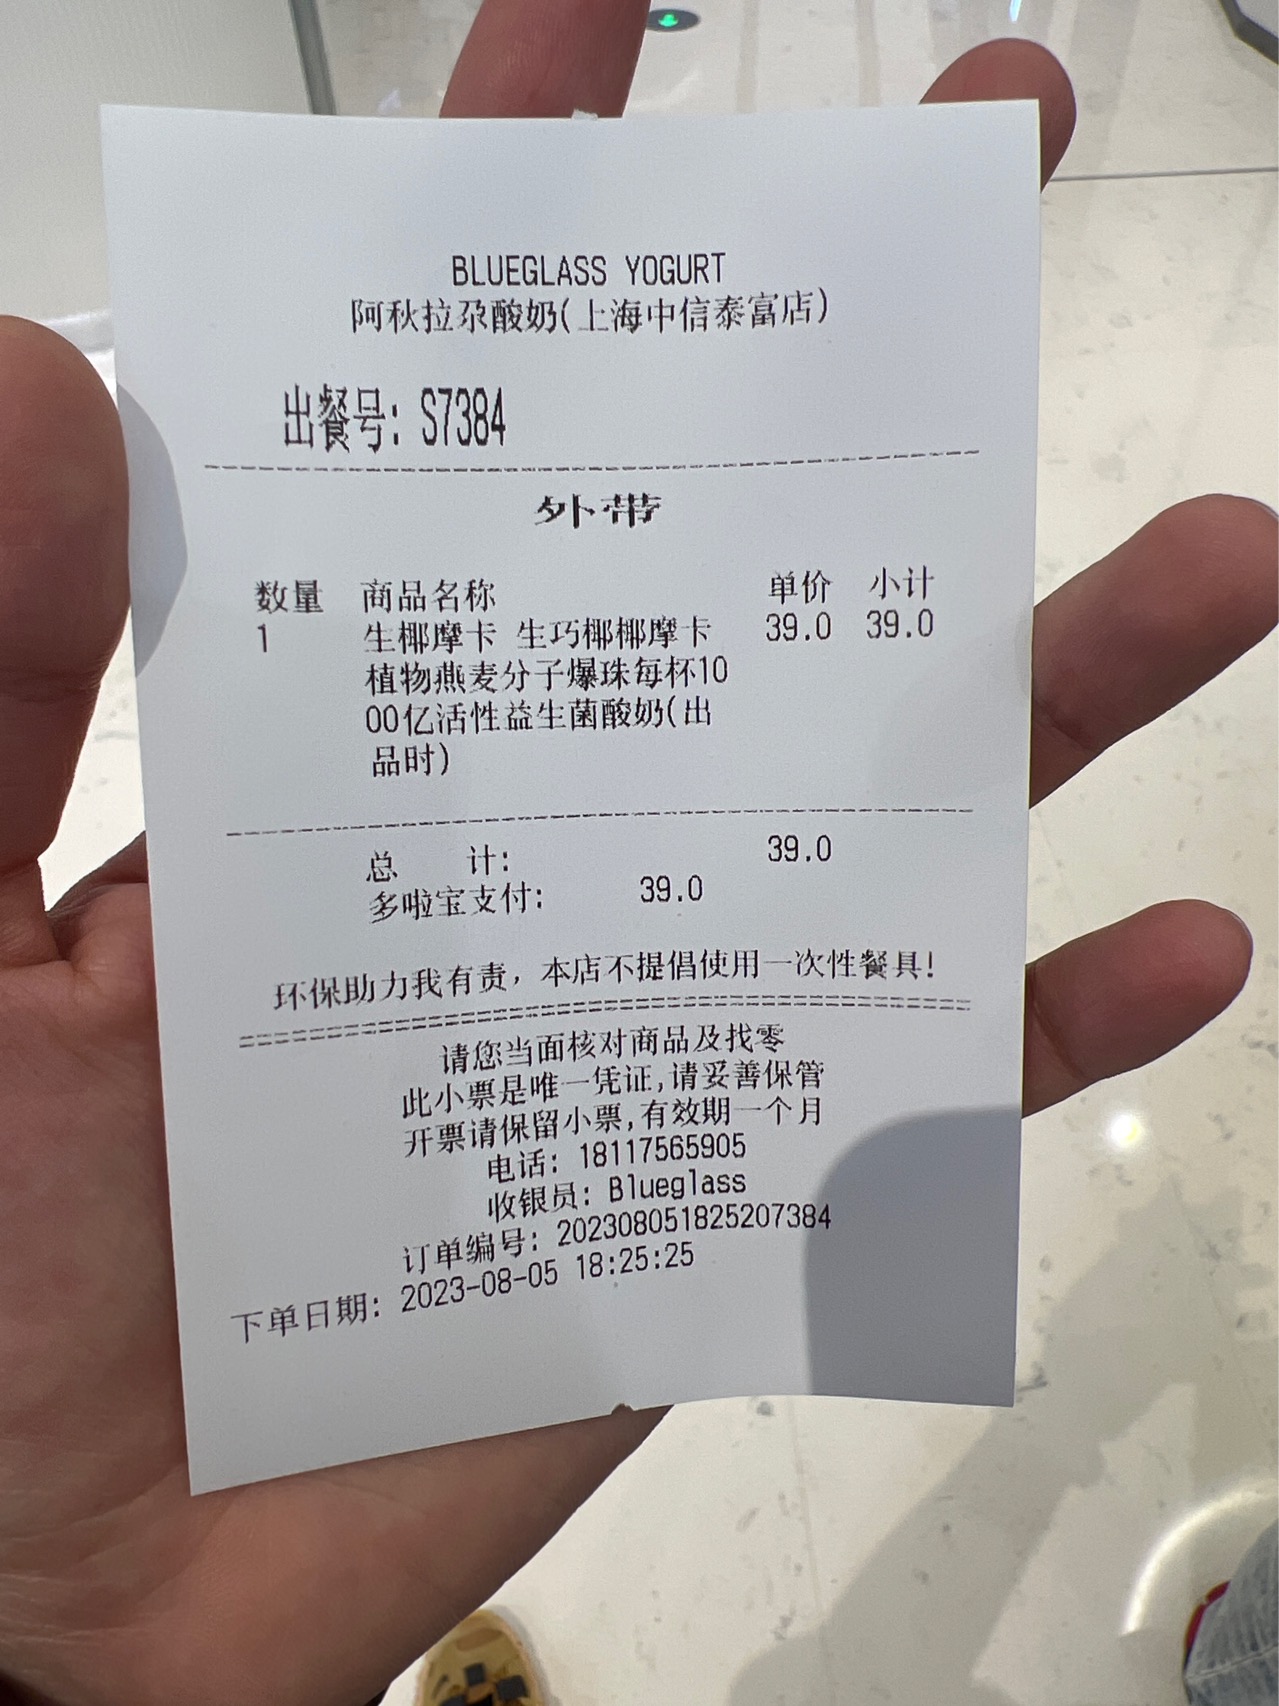 BLUEGLASS YOGURT
阿秋拉尕酸奶(上海中信泰富店)
出餐号: S7384
外带
数量 商品名称 单价 小计
1 生椰摩卡 生巧椰椰摩卡 39.0 39.0
植物燕麦分子爆珠每杯10
00亿活性益生菌酸奶(出
品时)
总 计: 39.0
多啦宝支付: 39.0
环保助力我有责，本店不提倡使用一次性餐具!
请您当面核对商品及找零
此小票是唯一凭证,请妥善保管
开票请保留小票,有效期一个月
电话: 18117565905
收银员: Blueglass
订单编号: 202308051825207384
下单日期: 2023-08-05 18:25:25